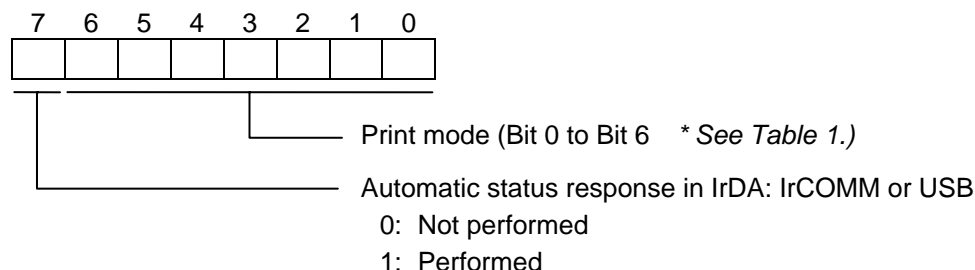 7 6 5 4 3 2 1 0
Print mode (Bit 0 to Bit 6 * See Table 1.)
Automatic status response in IrDA: IrCOMM or USB
0: Not performed
1: Performed